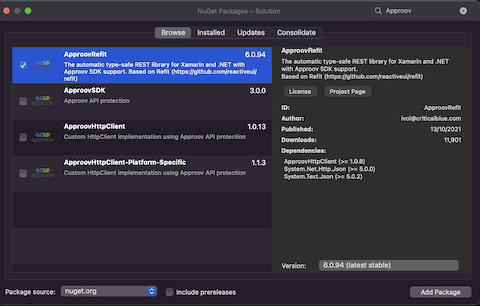 NuGet Packages – Solution
Approov
Browse
Installed
Updates
Consolidate
ApproovRefit
6.0.94
The automatic type-safe REST library for Xamarin and .NET
with Approov SDK support. Based on Refit (https://github.com/reactiveui/
refit)
approov
ApproovSDK
3.0.0
Approov API protection
approov
ApproovHttpClient
1.0.13
Custom HttpClient implementation using Approov API protection
approov
ApproovHttpClient-Platform-Specific
1.1.3
Custom HttpClient implementation using Approov API protection
approov
ApproovRefit
The automatic type-safe REST library for Xamarin and .NET
with Approov SDK support.
Based on Refit (https://github.com/reactiveui/refit)
License
Project Page
ID:
ApproovRefit
Author:
ivol@criticalblue.com
Published:
13/10/2021
Downloads:
11,901
Dependencies:
ApproovHttpClient (>= 1.0.8)
System.Net.Http.Json (>= 5.0.0)
System.Text.Json (>= 5.0.2)
Version:
6.0.94 (latest stable)
Package source:
nuget.org
Include prereleases
Add Package